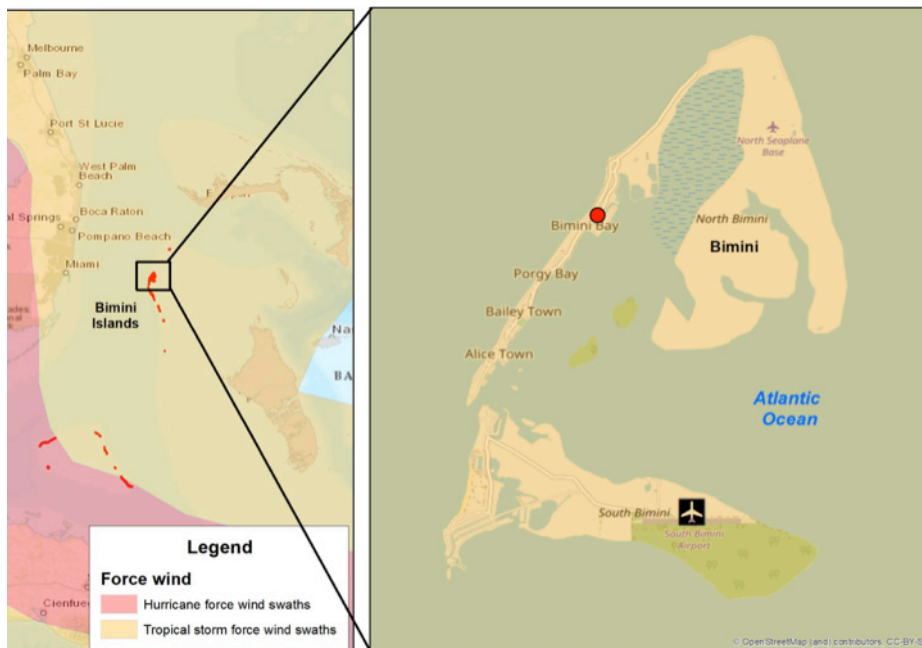 Melbourne
Palm Bay
Port St Lucie
West Palm
Beach
Boca Raton
Pompano Beach
Miami
Springs
Bimini
Islands
BA
Cienfue
Legend
Force wind
Hurricane force wind swaths
Tropical storm force wind swaths
North Seaplane
Base
Bimini Bay
North Bimini
Bimini
Porgy Bay
Bailey Town
Alice Town
Atlantic
Ocean
South Bimini
South Bimini
Airport
© OpenStreetMap (and) contributors, CC-BY-S